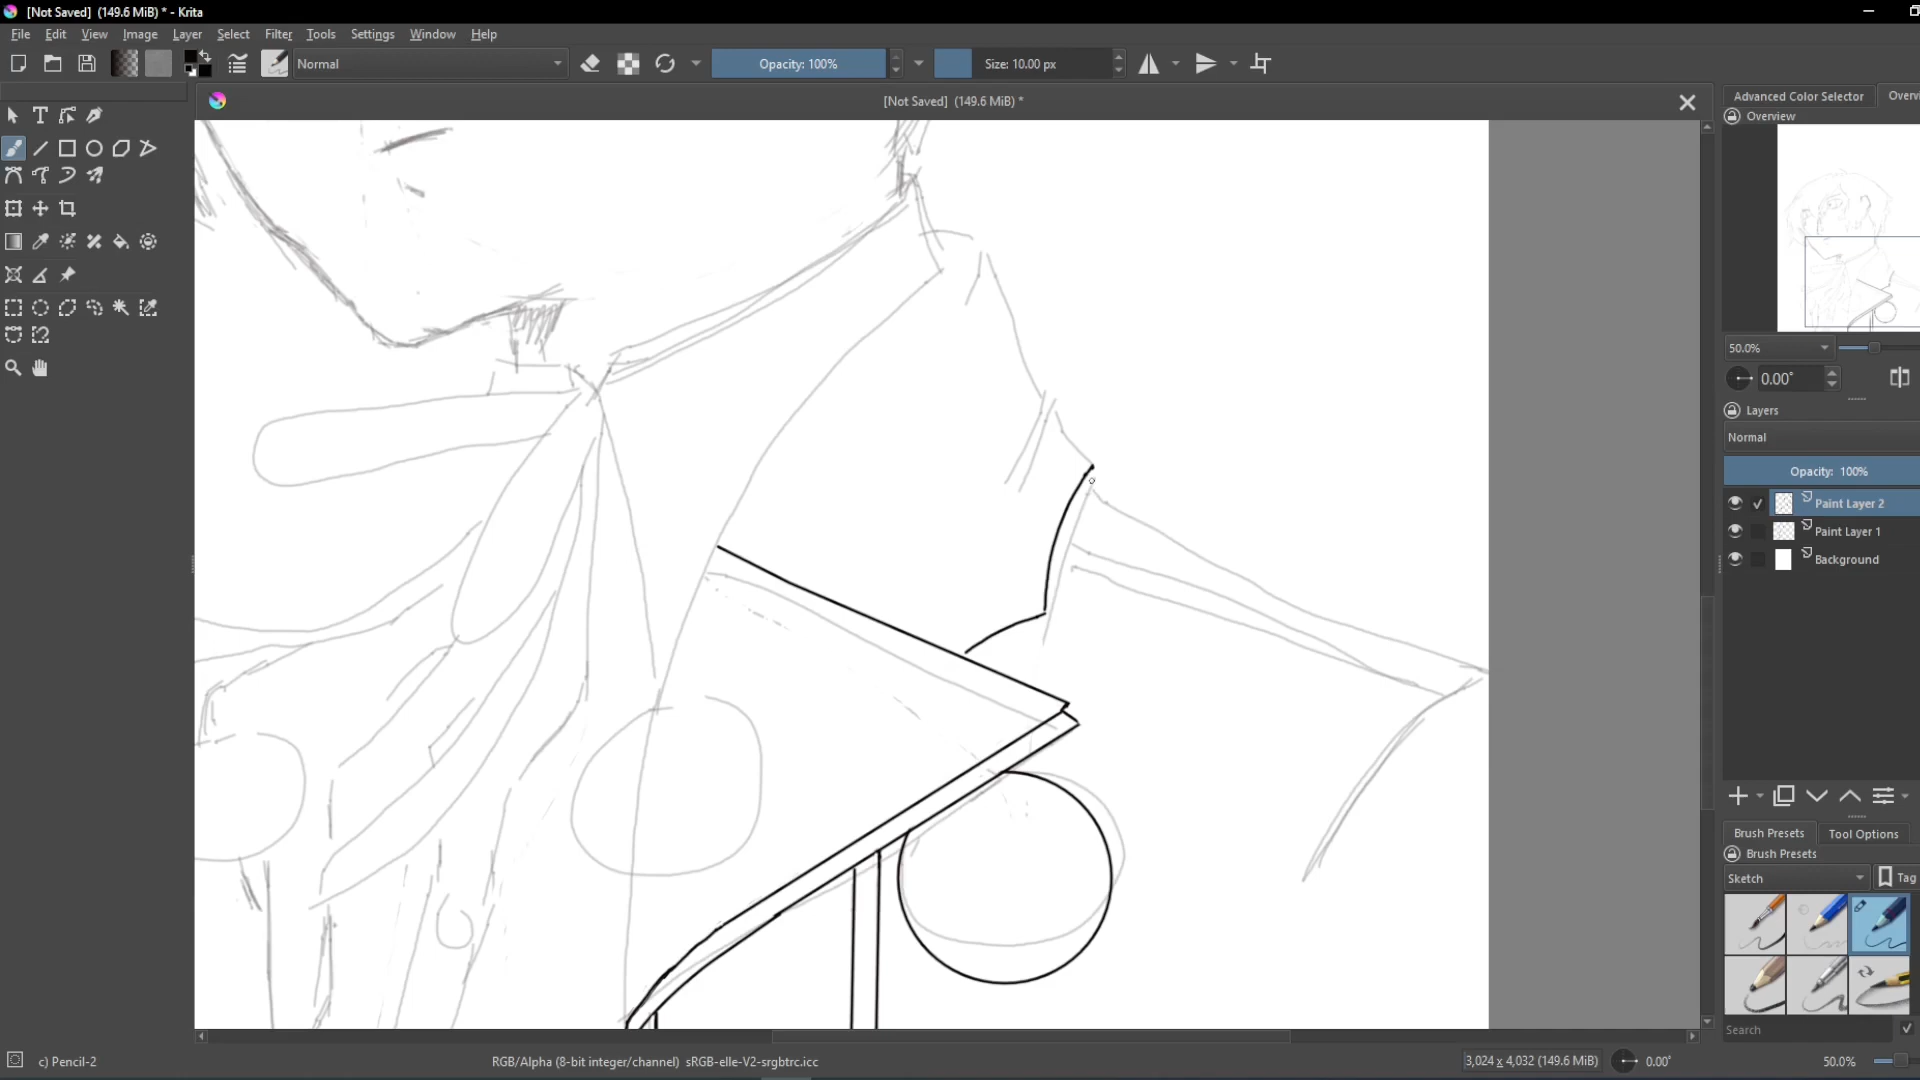 [Not Saved] (149.6 MiB) * - Krita
File Edit View Image Layer Select Filter Tools Settings Window Help
Normal
Opacity: 100%
Size: 10.00 px
[Not Saved] (149.6 MiB) *
Advanced Color Selector
Overview
50.0%
0.00°
Layers
Normal
Opacity: 100%
Paint Layer 2
Paint Layer 1
Background
Brush Presets Tool Options
Brush Presets
Sketch
Tag
Search
c) Pencil-2
RGB/Alpha (8-bit integer/channel) sRGB-elle-V2-srgbtrc.icc
3,024 x 4,032 (149.6 MiB)
0.00°
50.0%